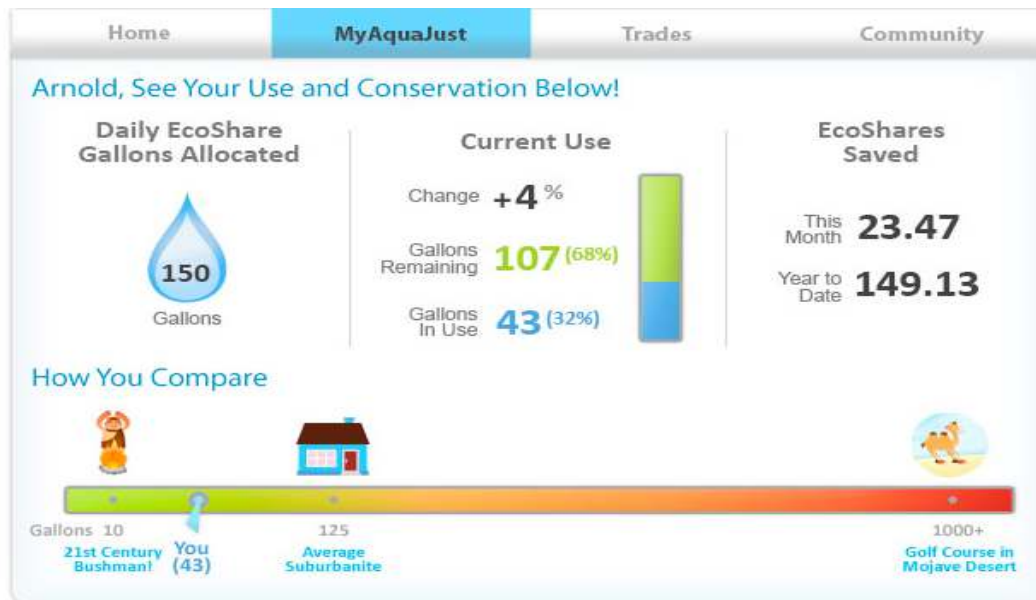 Home MyAquaJust Trades Community
Arnold, See Your Use and Conservation Below!
Daily EcoShare
Gallons Allocated
150
Gallons
Current Use
Change +4 %
Gallons
Remaining 107 (68%)
Gallons
In Use 43 (32%)
EcoShares
Saved
This
Month 23.47
Year to
Date 149.13
How You Compare
Gallons 10 125 1000+
21st Century
Bushman!
You
(43)
Average
Suburbanite
Golf Course in
Mojave Desert